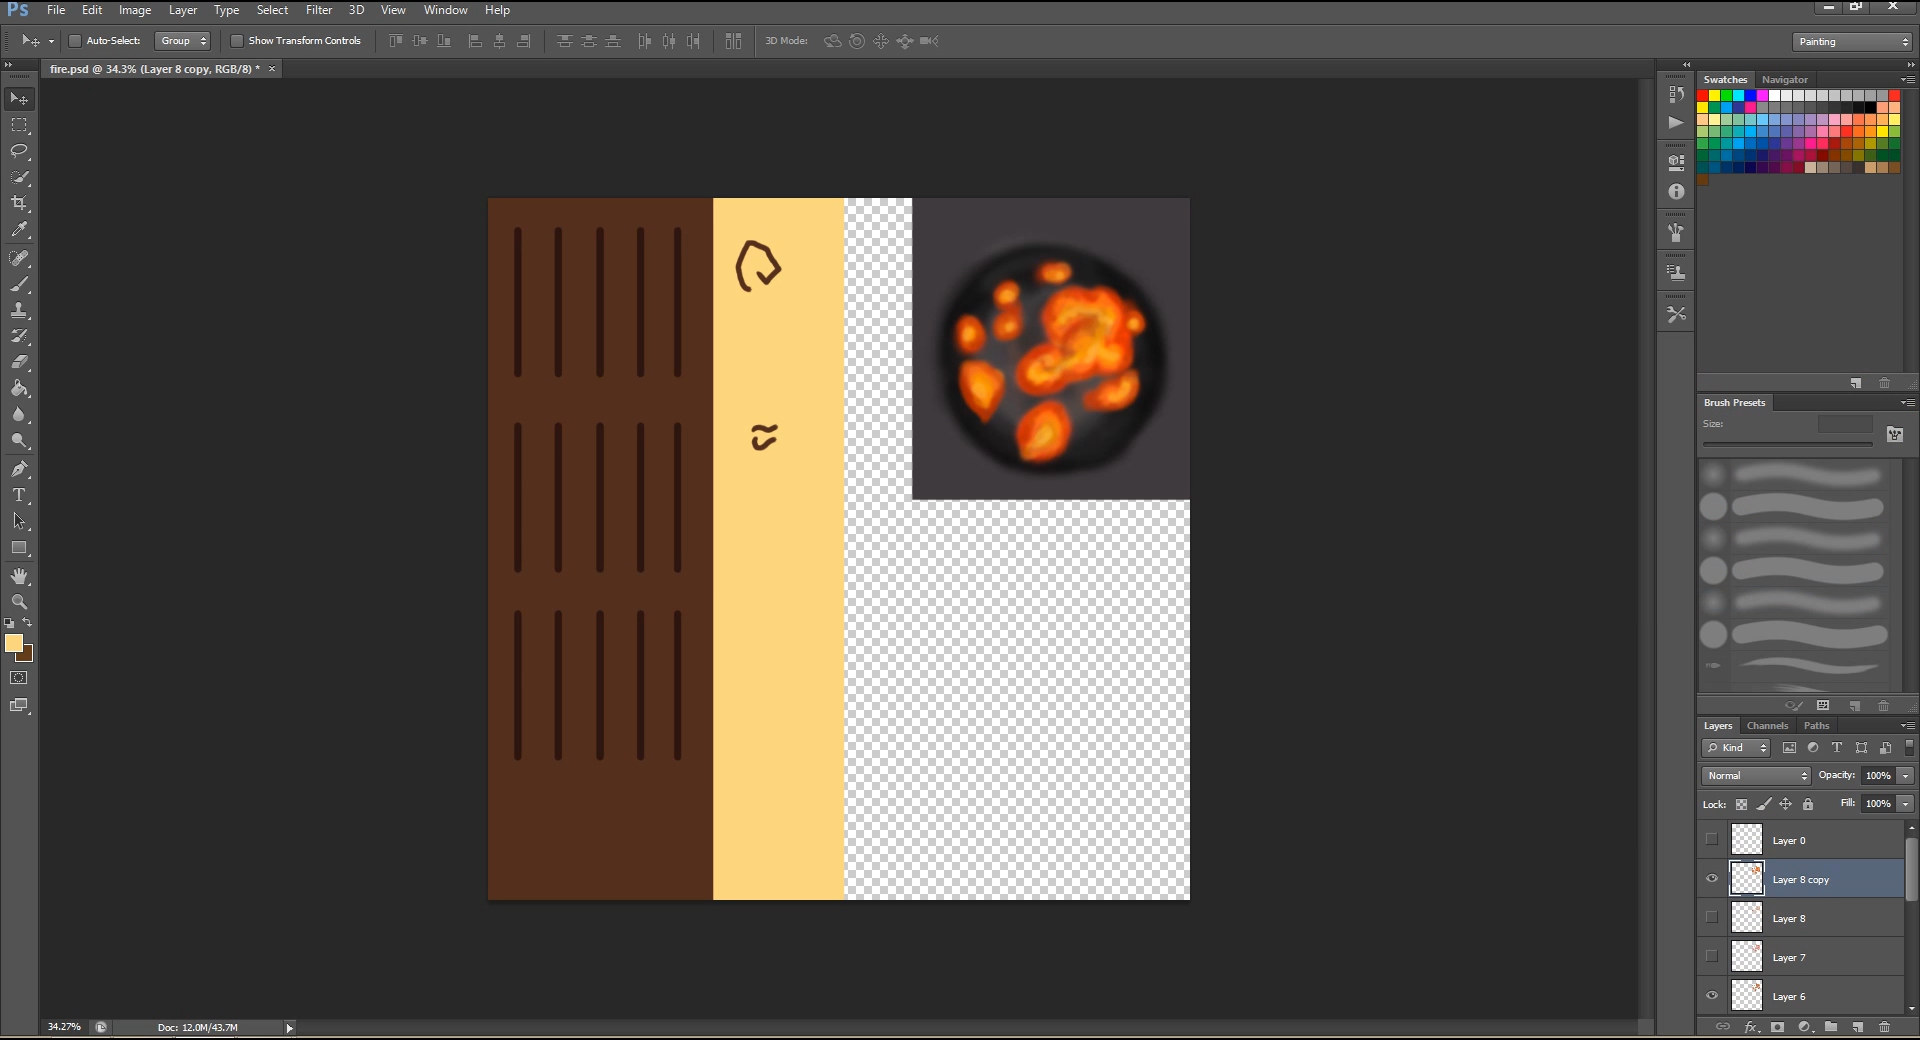 Ps File Edit Image Layer Type Select Filter 3D View Window Help
Auto-Select: Group Show Transform Controls 3D Mode: Painting
fire.psd @ 34.3% (Layer 8 copy, RGB/8) * ×
Swatches Navigator
Brush Presets
Size:
Layers Channels Paths
Kind
Normal Opacity: 100%
Lock: Fill: 100%
Layer 0
Layer 8 copy
Layer 8
Layer 7
Layer 6
34.27% Doc: 12.0M/43.7M